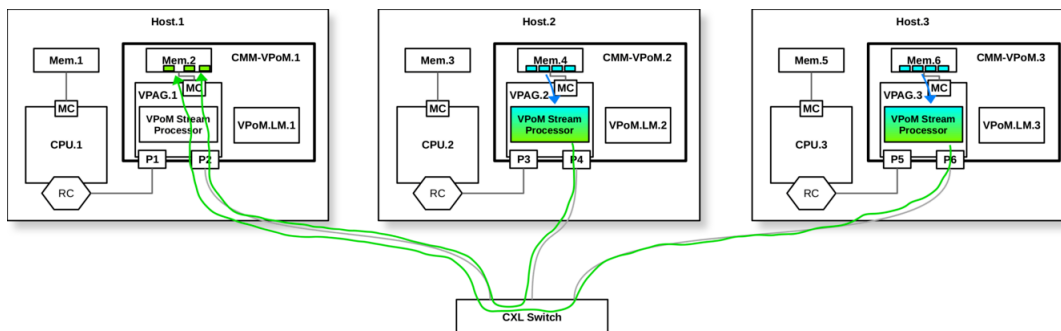 Host.1
Mem.1
Mem.2
CMM-VPoM.1
MC
MC
VPAG.1
VPoM Stream
Processor
VPoM.LM.1
CPU.1
P1
P2
RC
Host.2
Mem.3
Mem.4
CMM-VPoM.2
MC
MC
VPAG.2
VPoM Stream
Processor
VPoM.LM.2
CPU.2
P3
P4
RC
Host.3
Mem.5
Mem.6
CMM-VPoM.3
MC
MC
VPAG.3
VPoM Stream
Processor
VPoM.LM.3
CPU.3
P5
P6
RC
CXL Switch